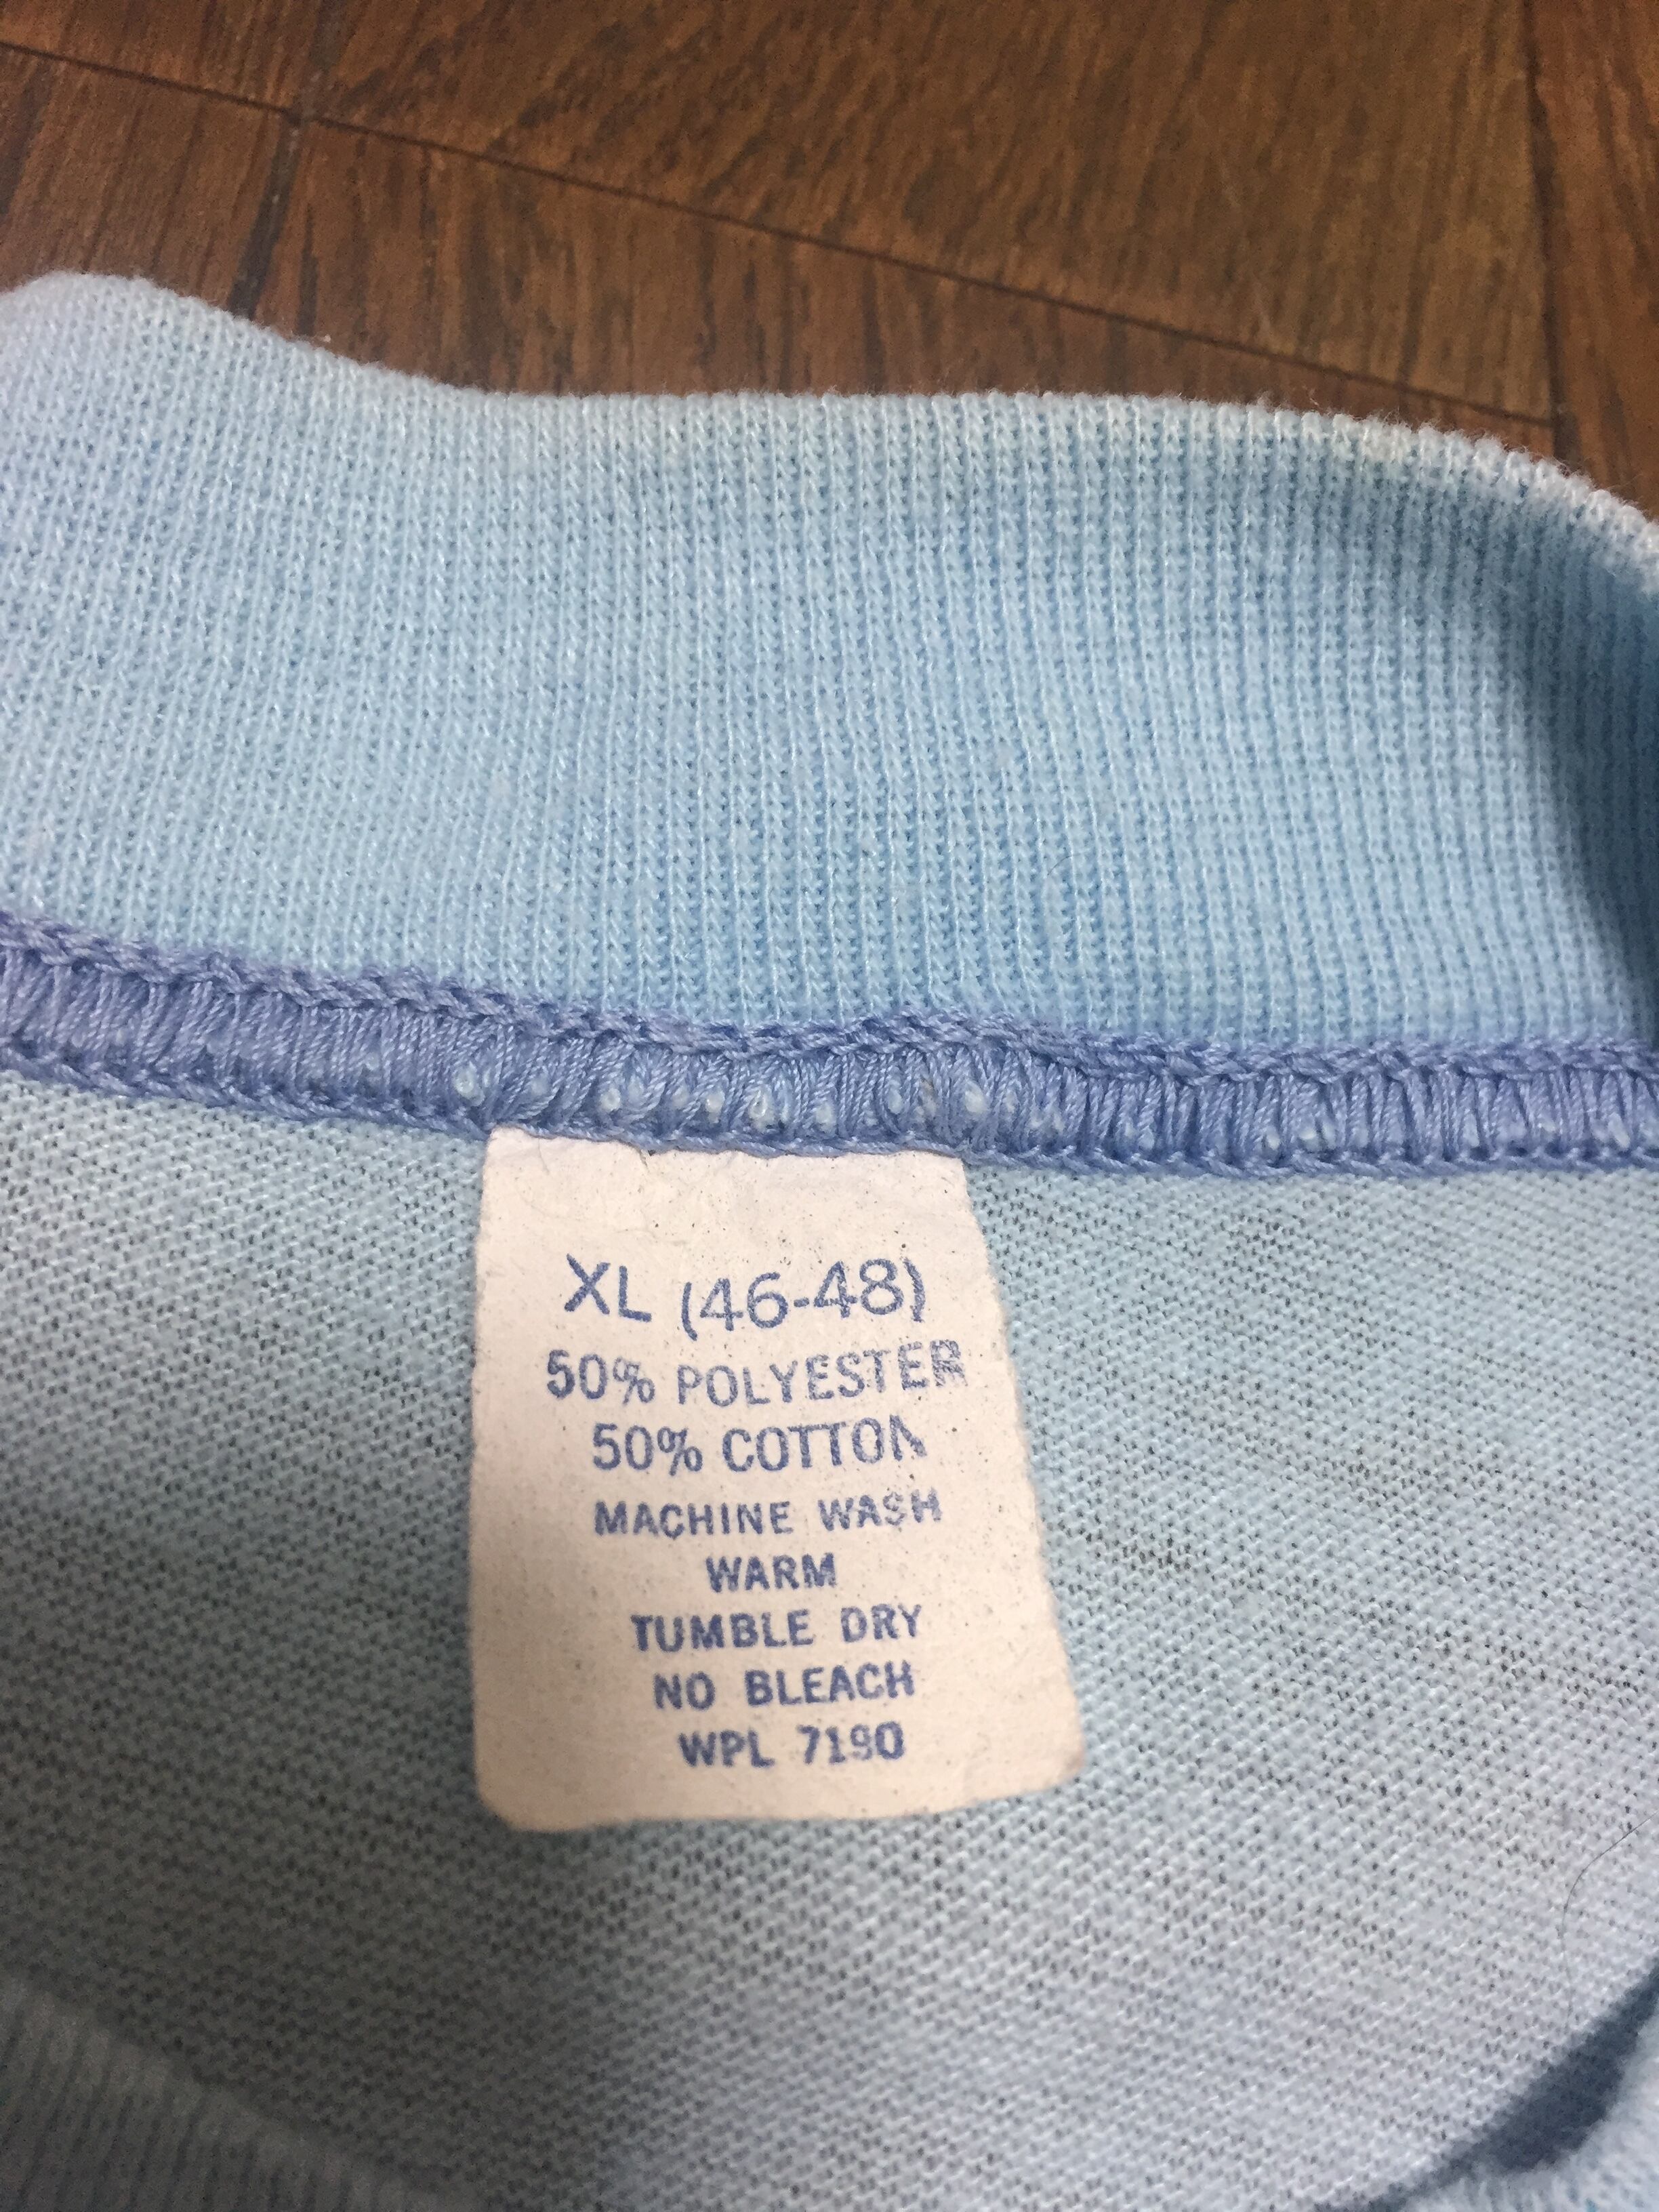 XL (46-48)
50% POLYESTER
50% COTTON
MACHINE WASH
WARM
TUMBLE DRY
NO BLEACH
WPL 7190